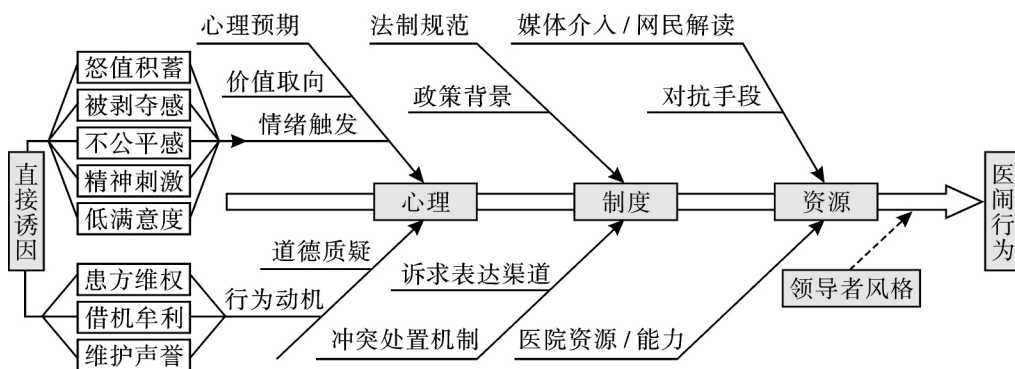 心理预期
法制规范
媒体介入/网民解读
怒值积蓄
价值取向
政策背景
对抗手段
被剥夺感
情绪触发
不公平感
精神刺激
低满意度
直接诱因
心理
制度
资源
医闹行为
道德质疑
诉求表达渠道
领导者风格
患方维权
行为动机
借机牟利
冲突处置机制
医院资源/能力
维护声誉